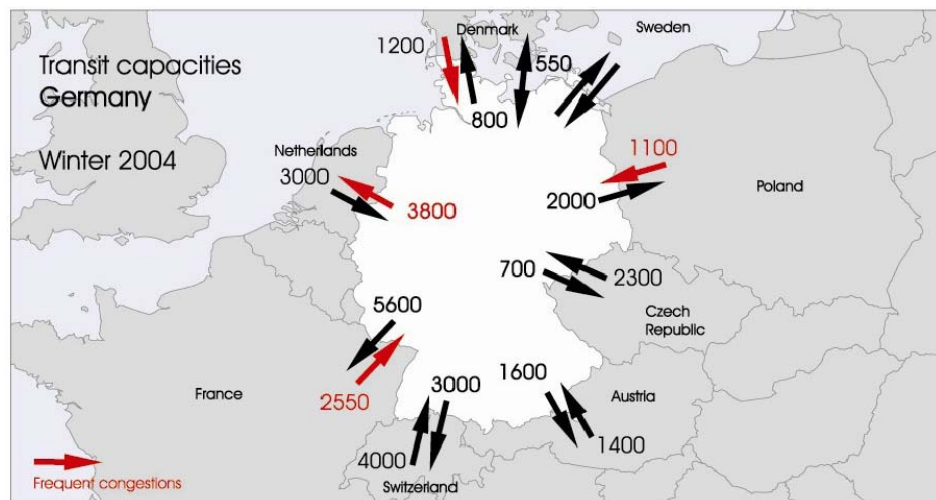 Transit capacities
Germany
Winter 2004
Denmark
Sweden
1200
550
800
1100
Netherlands
3000
3800
2000
Poland
700
2300
5600
Czech
Republic
France
2550
3000
1600
Austria
4000
1400
Switzerland
Frequent congestions